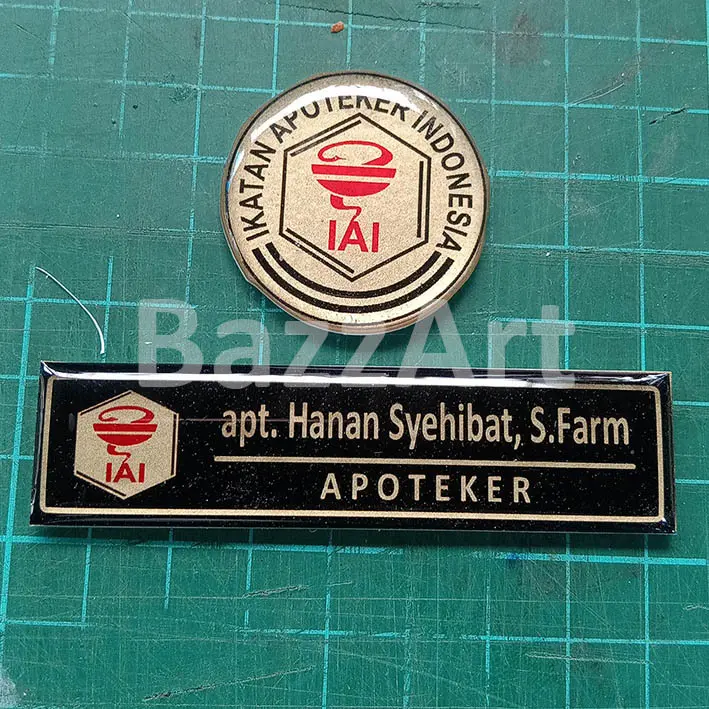 IKATAN APOTEKER INDONESIA
IAI
BazzArt
apt. Hanan Syehibat, S.Farm
IAI
APOTEKER